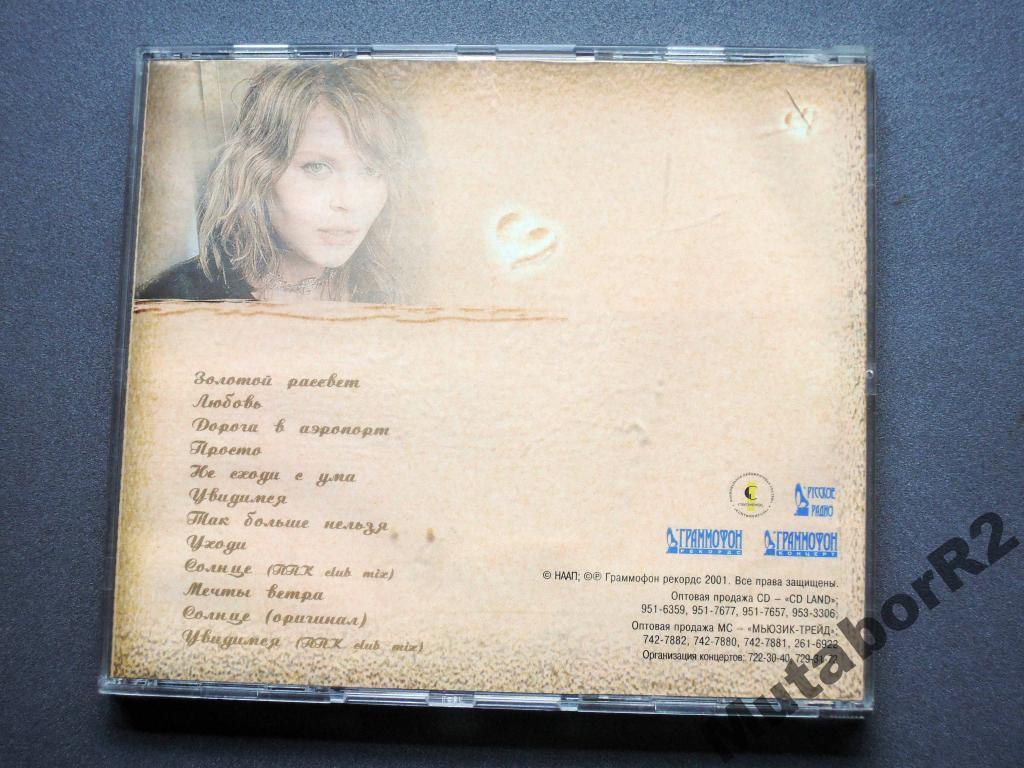 Золотой рассвет
Любовь
Дорога в аэропорт
Просто
Не сходи с ума
Увидимся
Так больше нельзя
Уходи
Солнце (ППК club mix)
Мечты ветра
Солнце (оригинал)
Увидимся (ППК club mix)
РУССКОЕ
РАДИО
ГРАММОФОН
РЕКОРДС
ГРАММОФОН
КОНЦЕРТ
© НААП; ©℗ Граммофон рекордс 2001. Все права защищены.
Оптовая продажа CD – «CD LAND»;
951-6359, 951-7677, 951-7657, 953-3306;
Оптовая продажа МС – «МЬЮЗИК-ТРЕЙД»;
742-7882, 742-7880, 742-7881, 261-6922
Организация концертов: 722-30-40,
MutaborR2